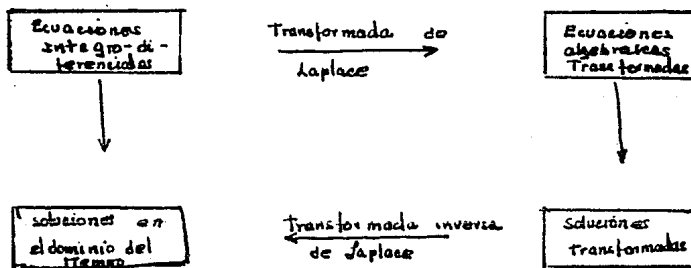 Ecuaciones
Integro-di-
ferenciales
Transformada de
Laplace
Ecuaciones
algebraicas
Transformadas
soluciones en
el dominio del
Tiempo
Transformada inversa
de Laplace
Soluciones
Transformadas